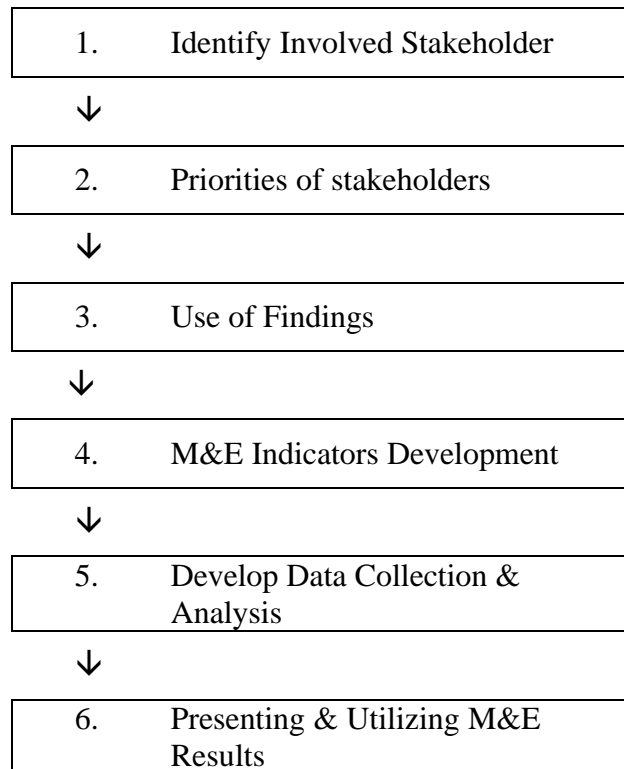 1. Identify Involved Stakeholder
↓
2. Priorities of stakeholders
↓
3. Use of Findings
↓
4. M&E Indicators Development
↓
5. Develop Data Collection &
Analysis
↓
6. Presenting & Utilizing M&E
Results